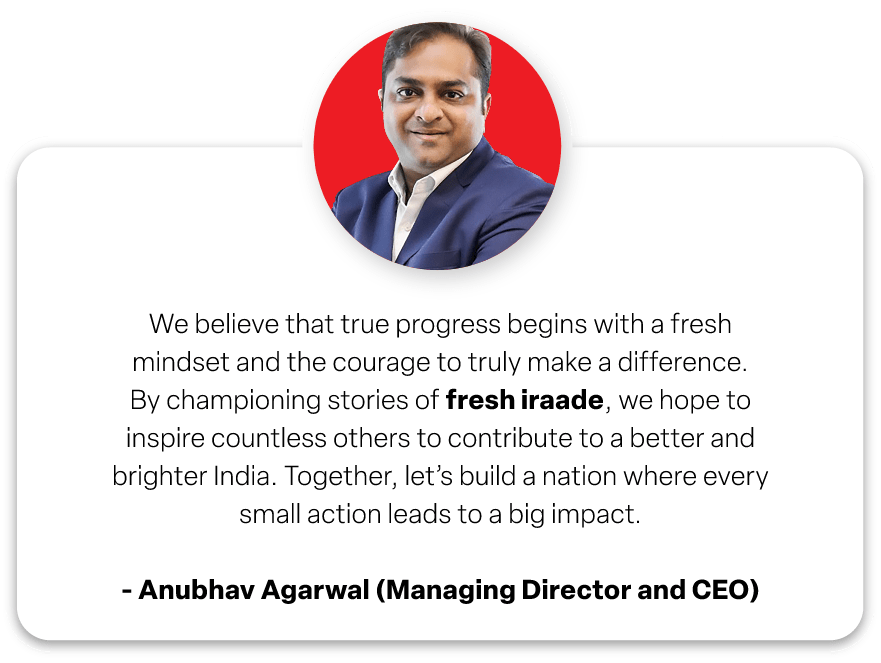 We believe that true progress begins with a fresh
mindset and the courage to truly make a difference.
By championing stories of fresh iraade, we hope to
inspire countless others to contribute to a better and
brighter India. Together, let’s build a nation where every
small action leads to a big impact.
- Anubhav Agarwal (Managing Director and CEO)